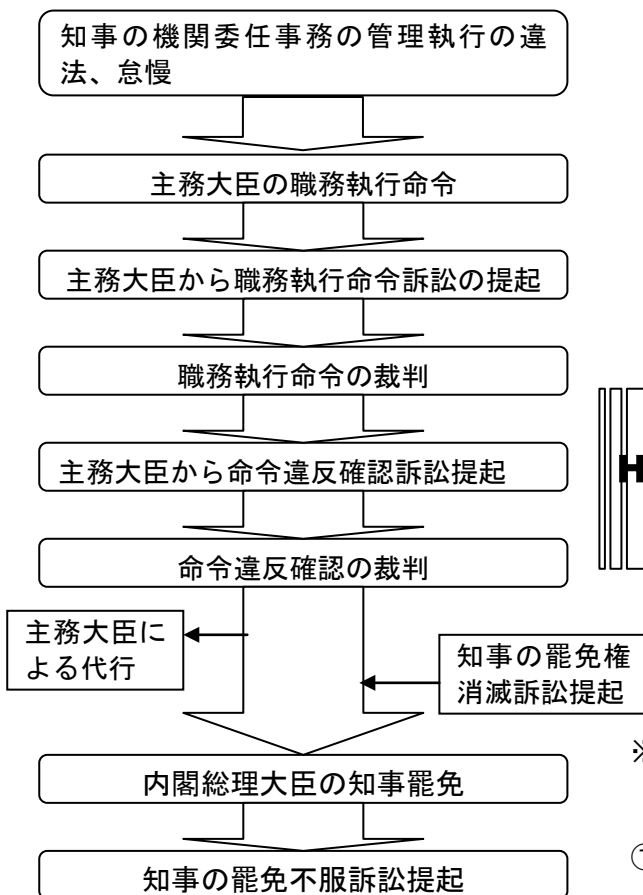 知事の機関委任事務の管理執行の違
法、怠慢
主務大臣の職務執行命令
主務大臣から職務執行命令訴訟の提起
職務執行命令の裁判
主務大臣から命令違反確認訴訟提起
H
命令違反確認の裁判
主務大臣に
よる代行
知事の罷免権
消滅訴訟提起
※
内閣総理大臣の知事罷免
知事の罷免不服訴訟提起